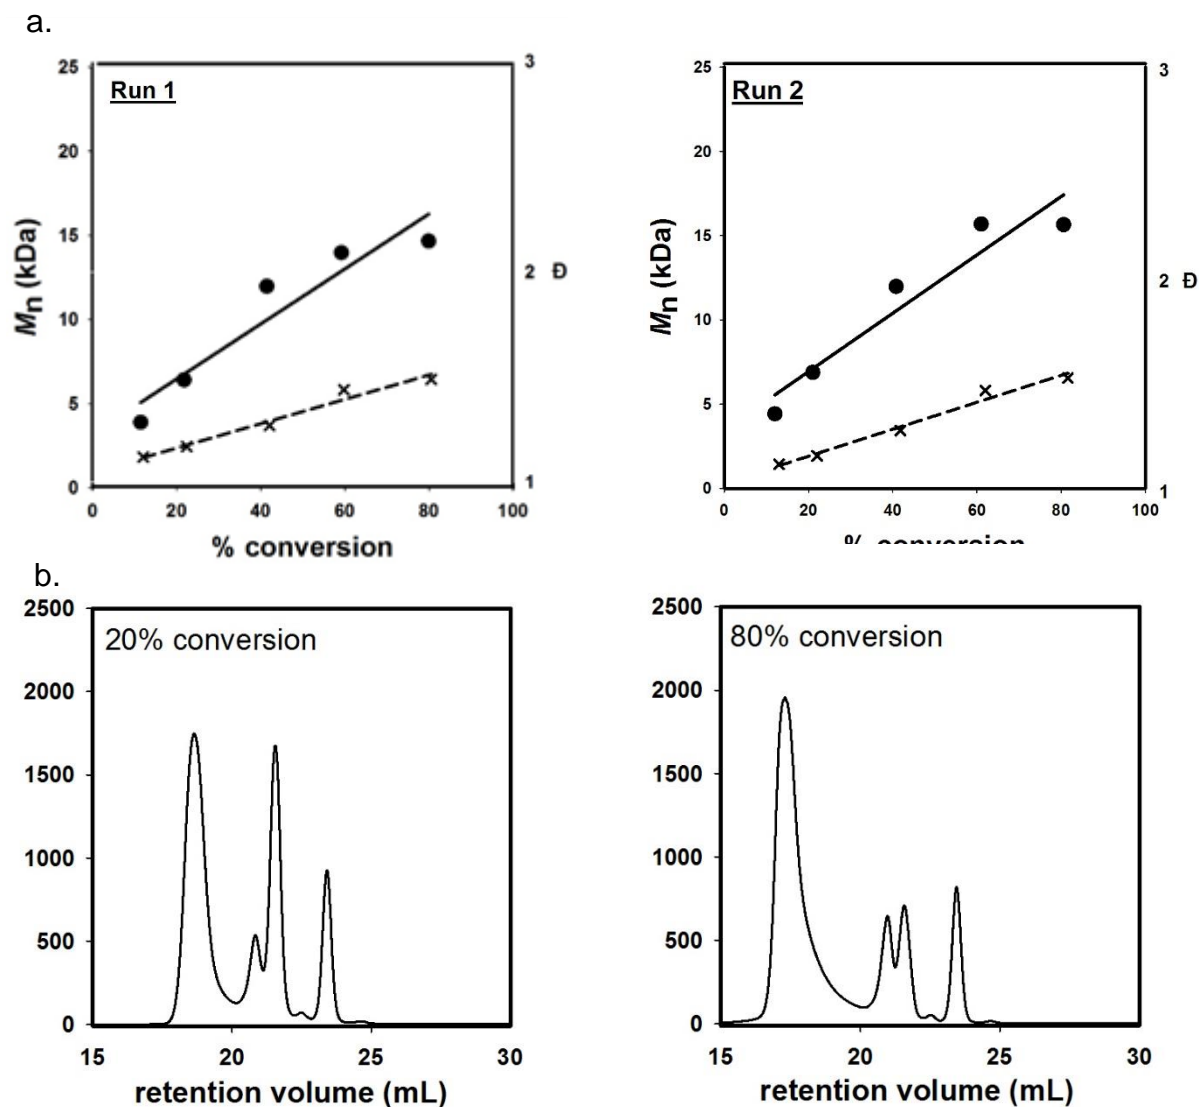 a.
Run 1
25
20
15
10
5
0
Mn (kDa)
3
2
1
Đ
0 20 40 60 80 100
% conversion
Run 2
25
20
15
10
5
0
Mn (kDa)
3
2
1
Đ
0 20 40 60 80 100
% conversion
b.
20% conversion
2500
2000
1500
1000
500
0
15 20 25 30
retention volume (mL)
80% conversion
2500
2000
1500
1000
500
0
15 20 25 30
retention volume (mL)